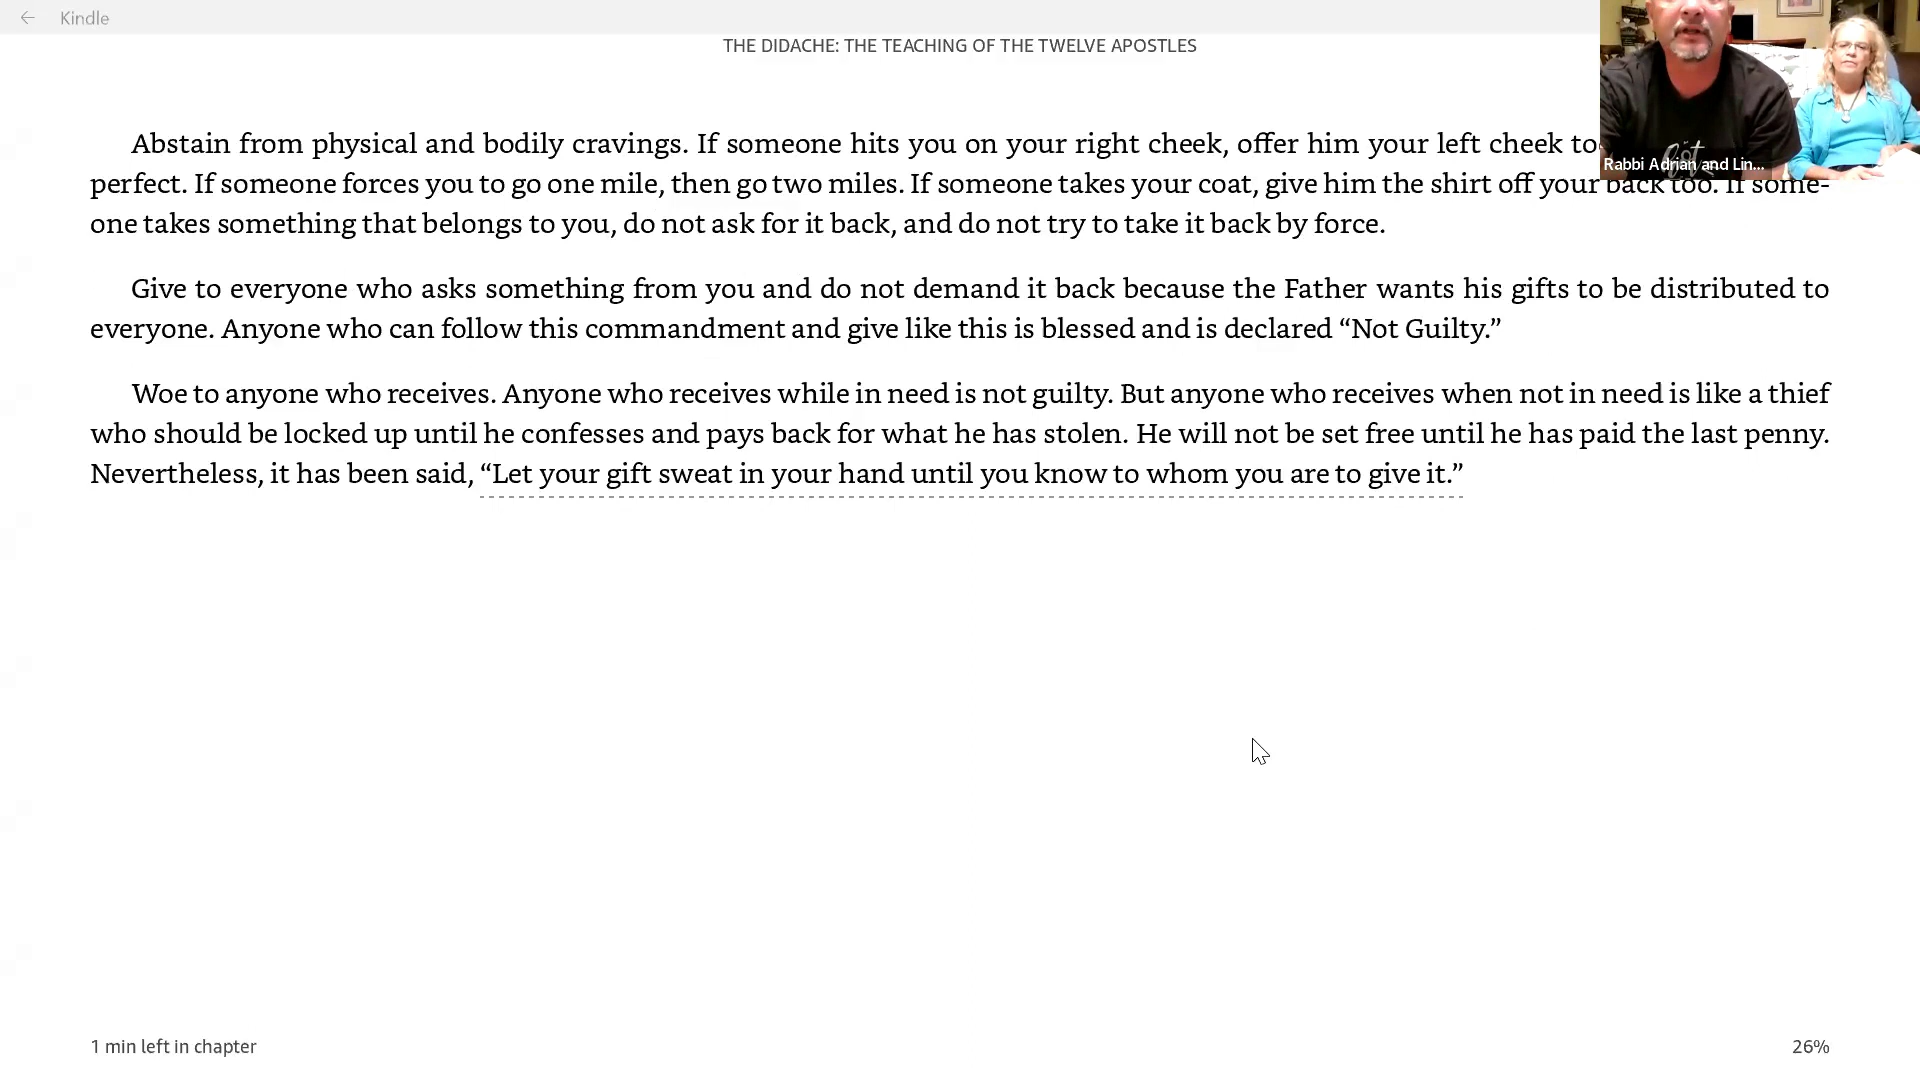 Kindle
THE DIDACHE: THE TEACHING OF THE TWELVE APOSTLES
Abstain from physical and bodily cravings. If someone hits you on your right cheek, offer him your left cheek
perfect. If someone forces you to go one mile, then go two miles. If someone takes your coat, give him the shirt off your back too. If some-
one takes something that belongs to you, do not ask for it back, and do not try to take it back by force.
Give to everyone who asks something from you and do not demand it back because the Father wants his gifts to be distributed to
everyone. Anyone who can follow this commandment and give like this is blessed and is declared “Not Guilty.”
Woe to anyone who receives. Anyone who receives while in need is not guilty. But anyone who receives when not in need is like a thief
who should be locked up until he confesses and pays back for what he has stolen. He will not be set free until he has paid the last penny.
Nevertheless, it has been said, “Let your gift sweat in your hand until you know to whom you are to give it.”
Rabbi Adrian and Lin...
1 min left in chapter
26%